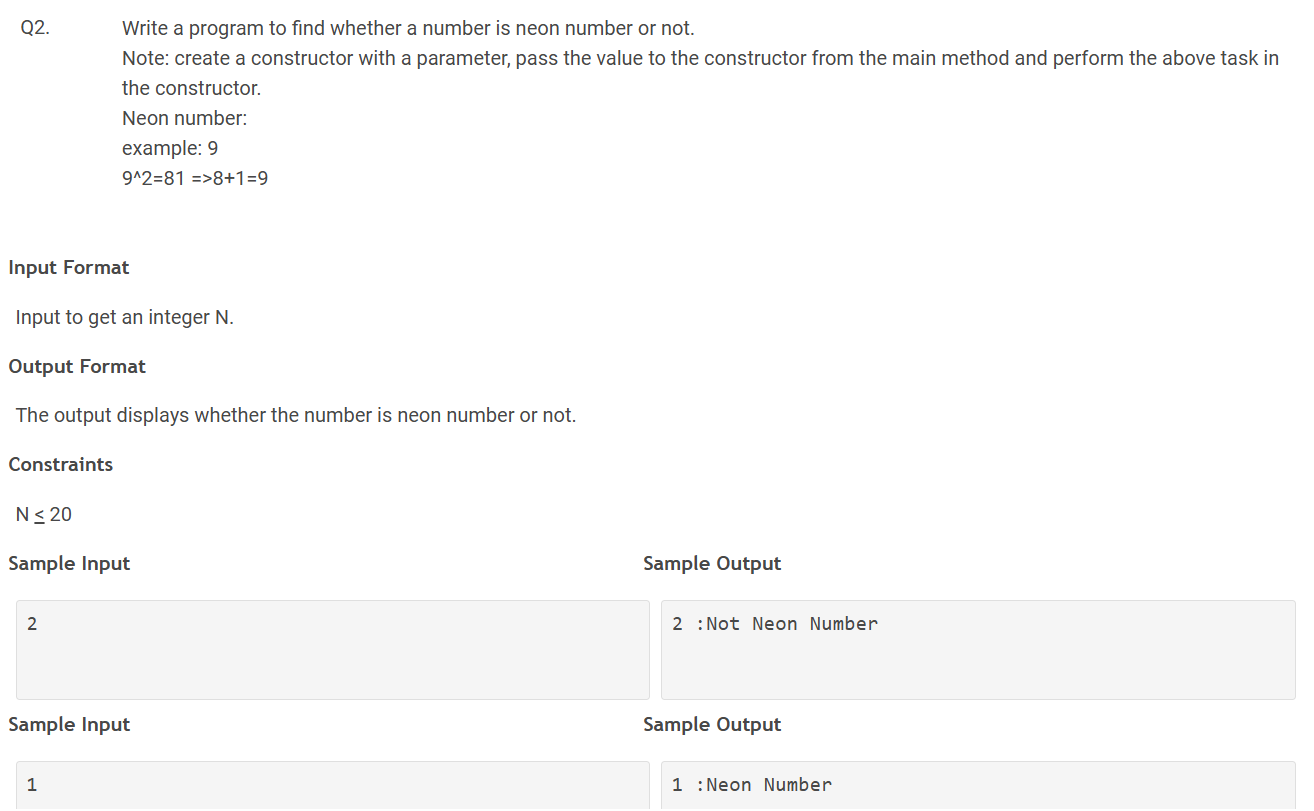 Q2. Write a program to find whether a number is neon number or not.
Note: create a constructor with a parameter, pass the value to the constructor from the main method and perform the above task in
the constructor.
Neon number:
example: 9
9^2=81 =>8+1=9
Input Format
Input to get an integer N.
Output Format
The output displays whether the number is neon number or not.
Constraints
N ≤ 20
Sample Input Sample Output
2 2 :Not Neon Number
Sample Input Sample Output
1 1 :Neon Number